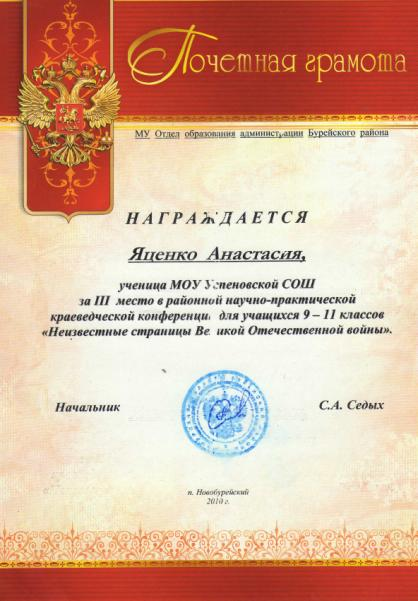 Почетная грамота
МУ Отдел образования администрации Бурейского района
НАГРАЖДАЕТСЯ
Яценко Анастасия,
ученица МОУ Успеновской СОШ
за III место в районной научно-практической
краеведческой конференции для учащихся 9 – 11 классов
«Неизвестные страницы Великой Отечественной войны».
Начальник С.А. Седых
п. Новобурейский
2010 г.